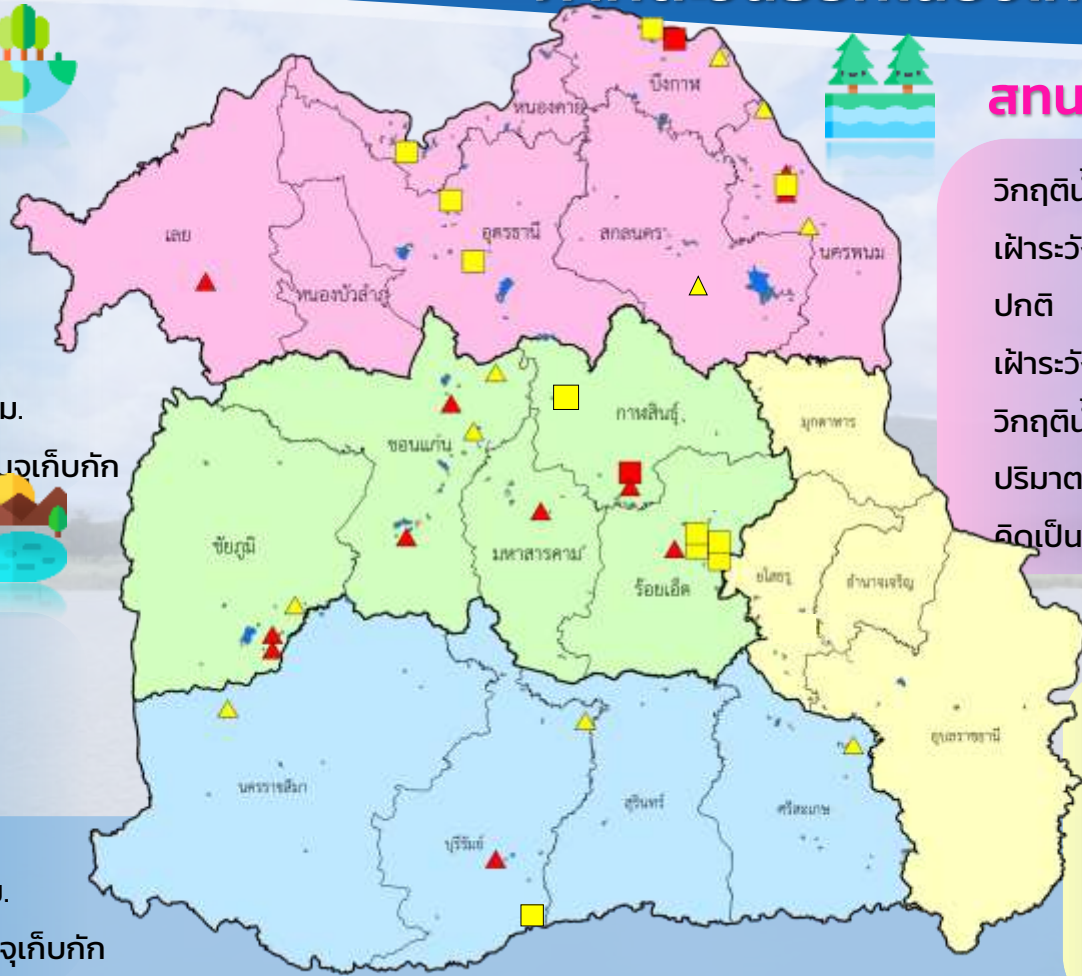 สทน
วิกฤติน้
เฝ้าระวัง
ปกติ
เฝ้าระวัง
วิกฤติน้
ปริมาต
คิดเป็น
ม.
มจุเก็บกัก
จุเก็บกัก
บึงกาฬ
หนองคาย
เลย
อุดรธานี
สกลนคร
นครพนม
หนองบัวลำภู
กาฬสินธุ์
มุกดาหาร
ขอนแก่น
ชัยภูมิ
มหาสารคาม
ร้อยเอ็ด
ยโสธร
อำนาจเจริญ
อุบลราชธานี
นครราชสีมา
สุรินทร์
ศรีสะเกษ
บุรีรัมย์